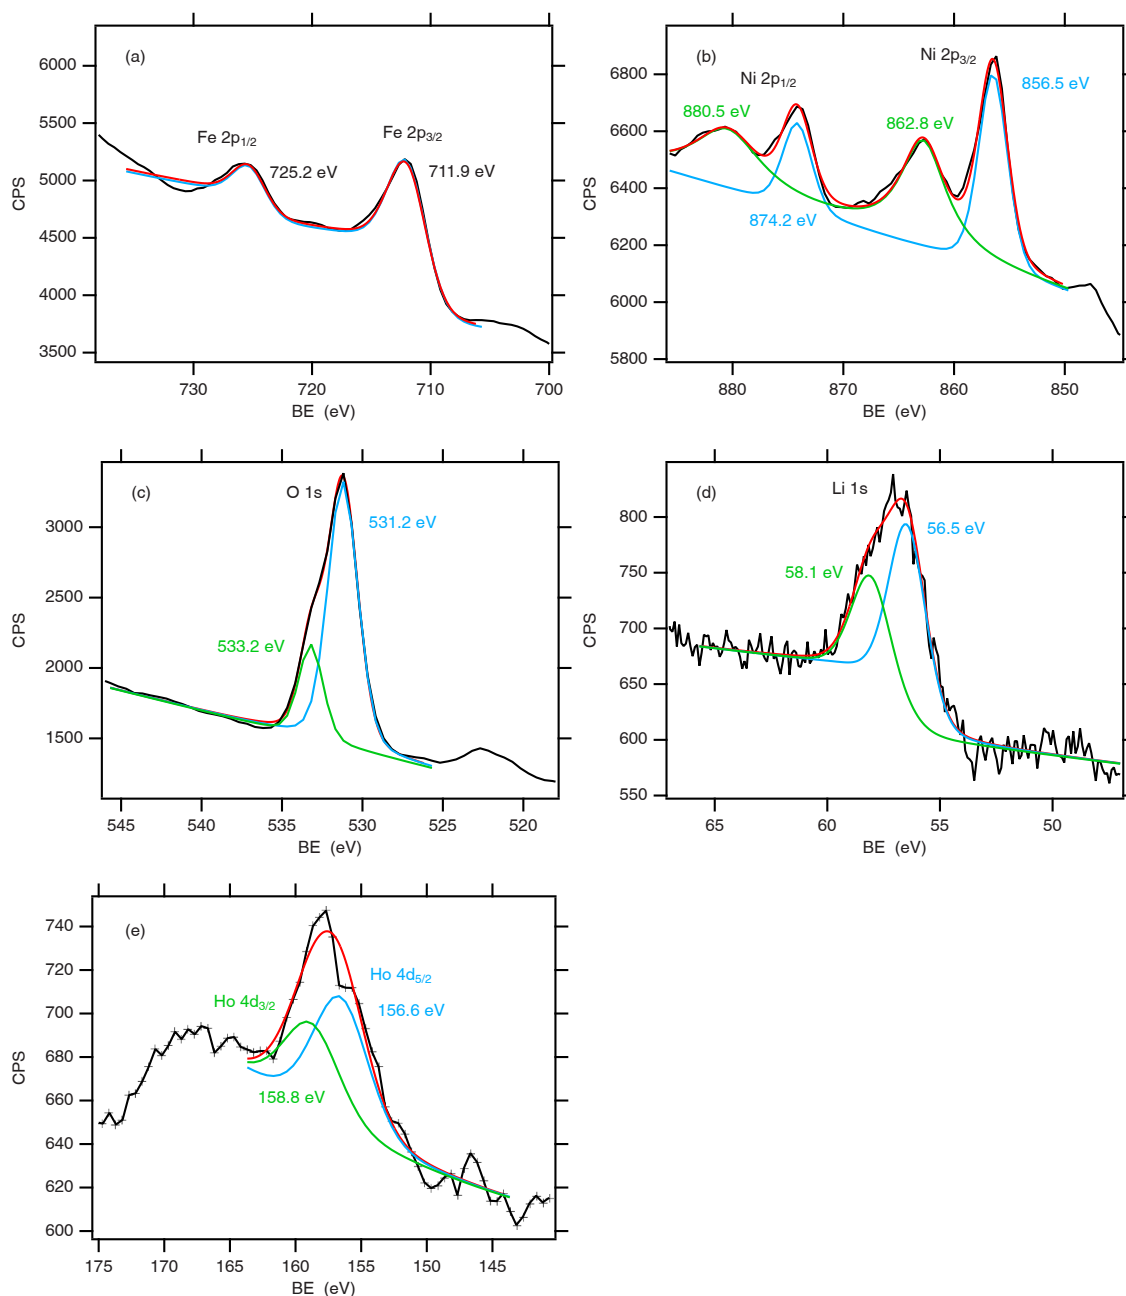 (a)
Fe 2p1/2
Fe 2p3/2
725.2 eV
711.9 eV
6000
5500
5000
4500
4000
3500
CPS
730
720
710
700
BE (eV)
(b)
Ni 2p1/2
Ni 2p3/2
880.5 eV
862.8 eV
856.5 eV
874.2 eV
6800
6600
6400
6200
6000
5800
CPS
880
870
860
850
BE (eV)
(c)
O 1s
531.2 eV
533.2 eV
3000
2500
2000
1500
CPS
545
540
535
530
525
520
BE (eV)
(d)
Li 1s
56.5 eV
58.1 eV
800
750
700
650
600
550
CPS
65
60
55
50
BE (eV)
(e)
Ho 4d5/2
156.6 eV
Ho 4d3/2
158.8 eV
740
720
700
680
660
640
620
600
CPS
175
170
165
160
155
150
145
BE (eV)